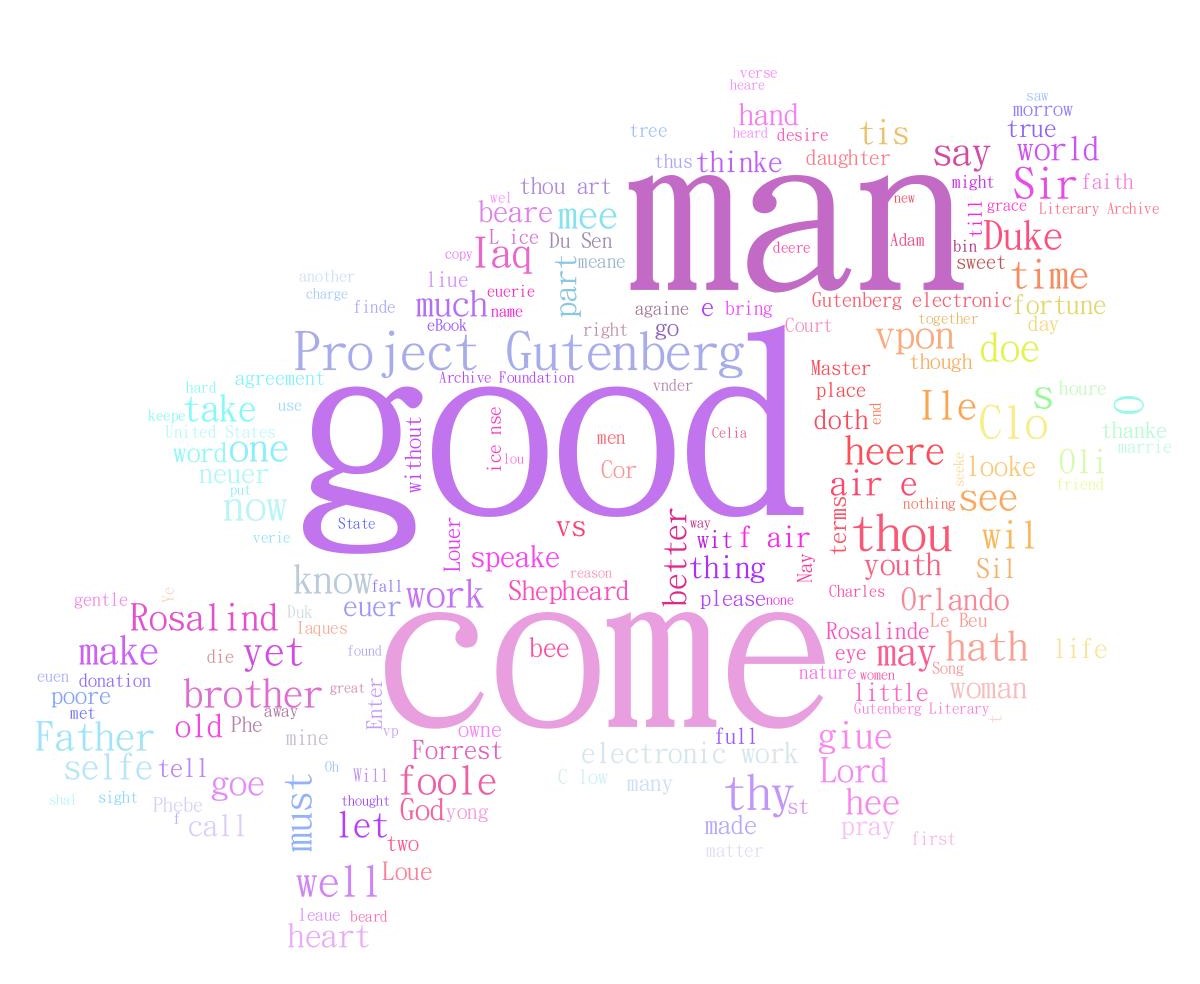 verse
heare
saw
hand
morrow
tree
heard
desire
tis
true
thus
thinke
daughter
say
world
thou art
man
new
might
Sir
faith
wel
beare
mee
till
grace
Literary Archive
L ice
Iaq
Du Sen
deere
Adam
bin
Duke
copy
meane
sweet
another
liue
part
time
charge
euerie
finde
much
name
againe
e
bring
Gutenberg electronic
fortune
eBook
right
go
Court
together
day
Project Gutenberg
vpon
doe
though
hard
agreement
Archive Foundation
vnder
Master
place
s
houre
keepe
take
use
good
without
ice nse
lou
men
Cor
Celia
doth
end
Ile
Clo
O
United States
thanke
word
one
heere
marrie
neuer
air e
seeke
looke
Oli
put
friend
now
State
nothing
see
verie
Louer
vs
better
way
wit
f air
terms
thou
wil
speake
thing
Nay
youth
Sil
know
fall
reason
work
Shepheard
please
none
Charles
Orlando
gentle
Ye
euer
Duk
Rosalind
Iaques
come
Le Beu
Rosalinde
make
die
yet
found
bee
eye
may
hath
life
euen
donation
nature
women
Song
poore
brother
great
little
woman
met
away
Enter
Gutenberg Literary
old
Phe
vp
owne
full
t
Father
mine
Forrest
electronic work
giue
selfe
tell
Oh
Will
foole
C low
many
Lord
goe
shal
sight
Phebe
must
thought
God
yong
thy
st
hee
f
call
let
made
pray
two
first
matter
well
Loue
leaue
beard
heart